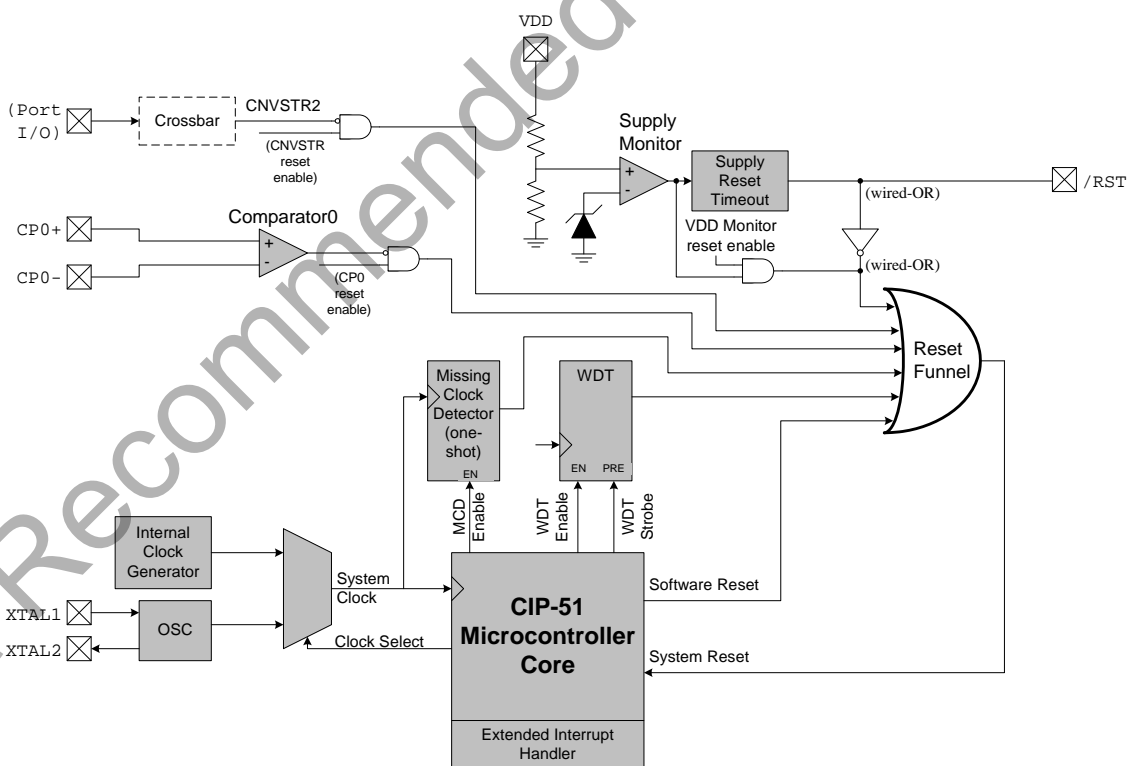 VDD
(Port
I/O)
Crossbar
CNVSTR2
(CNVSTR
reset
enable)
Supply
Monitor
+
-
Supply
Reset
Timeout
(wired-OR)
/RST
VDD Monitor
reset enable
(wired-OR)
CP0+
CP0-
Comparator0
+
-
(CP0
reset
enable)
Reset
Funnel
Missing
Clock
Detector
(one-
shot)
EN
WDT
EN
PRE
MCD
Enable
WDT
Enable
WDT
Strobe
Internal
Clock
Generator
System
Clock
XTAL1
XTAL2
OSC
Clock Select
CIP-51
Microcontroller
Core
Software Reset
System Reset
Extended Interrupt
Handler
Recommended